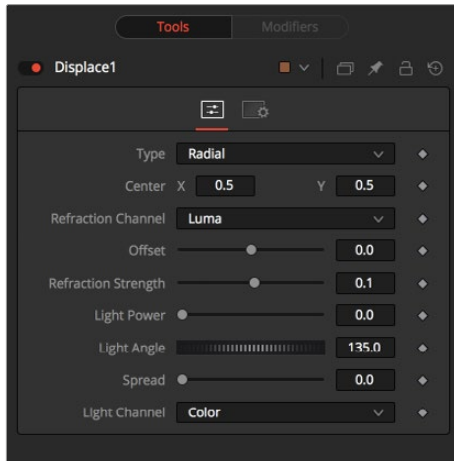 Tools Modifiers
Displace1
Type Radial
Center X 0.5 Y 0.5
Refraction Channel Luma
Offset 0.0
Refraction Strength 0.1
Light Power 0.0
Light Angle 135.0
Spread 0.0
Light Channel Color